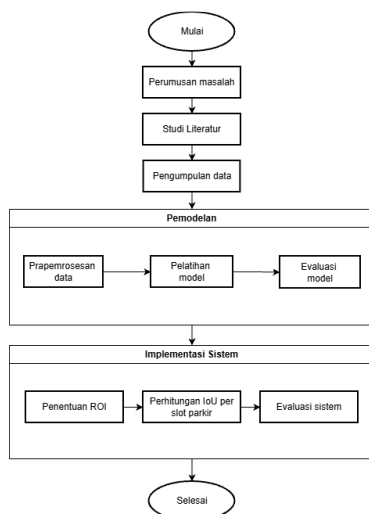 Mulai
Perumusan masalah
Studi Literatur
Pengumpulan data
Pemodelan
Prapemrosesan
data
Pelatihan
model
Evaluasi
model
Implementasi Sistem
Penentuan ROI
Perhitungan IoU per
slot parkir
Evaluasi sistem
Selesai